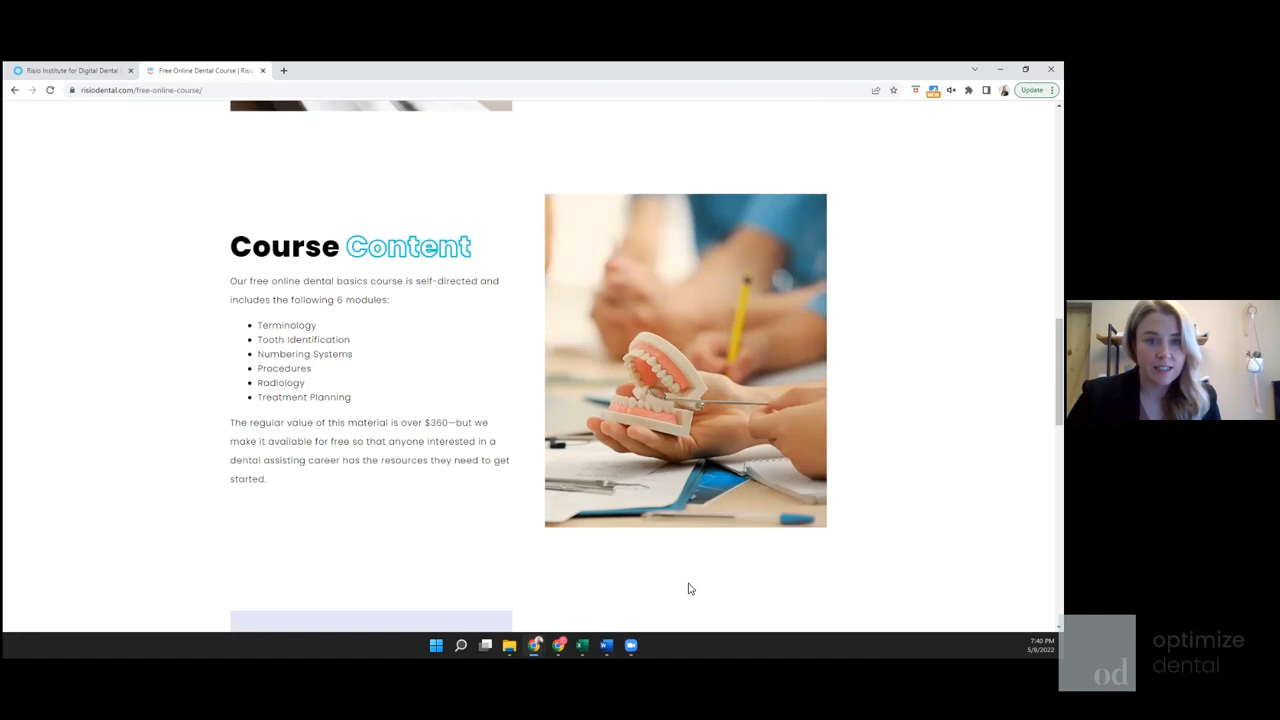 Risio Institute for Digital Dental
Free Online Dental Course | Risi
risiodental.com/free-online-course/
NEW
Update
Course Content
Our free online dental basics course is self-directed and
includes the following 6 modules:
Terminology
Tooth Identification
Numbering Systems
Procedures
Radiology
Treatment Planning
The regular value of this material is over $360—but we
make it available for free so that anyone interested in a
dental assisting career has the resources they need to get
started.
7:40 PM
5/9/2022
od
optimize
dental